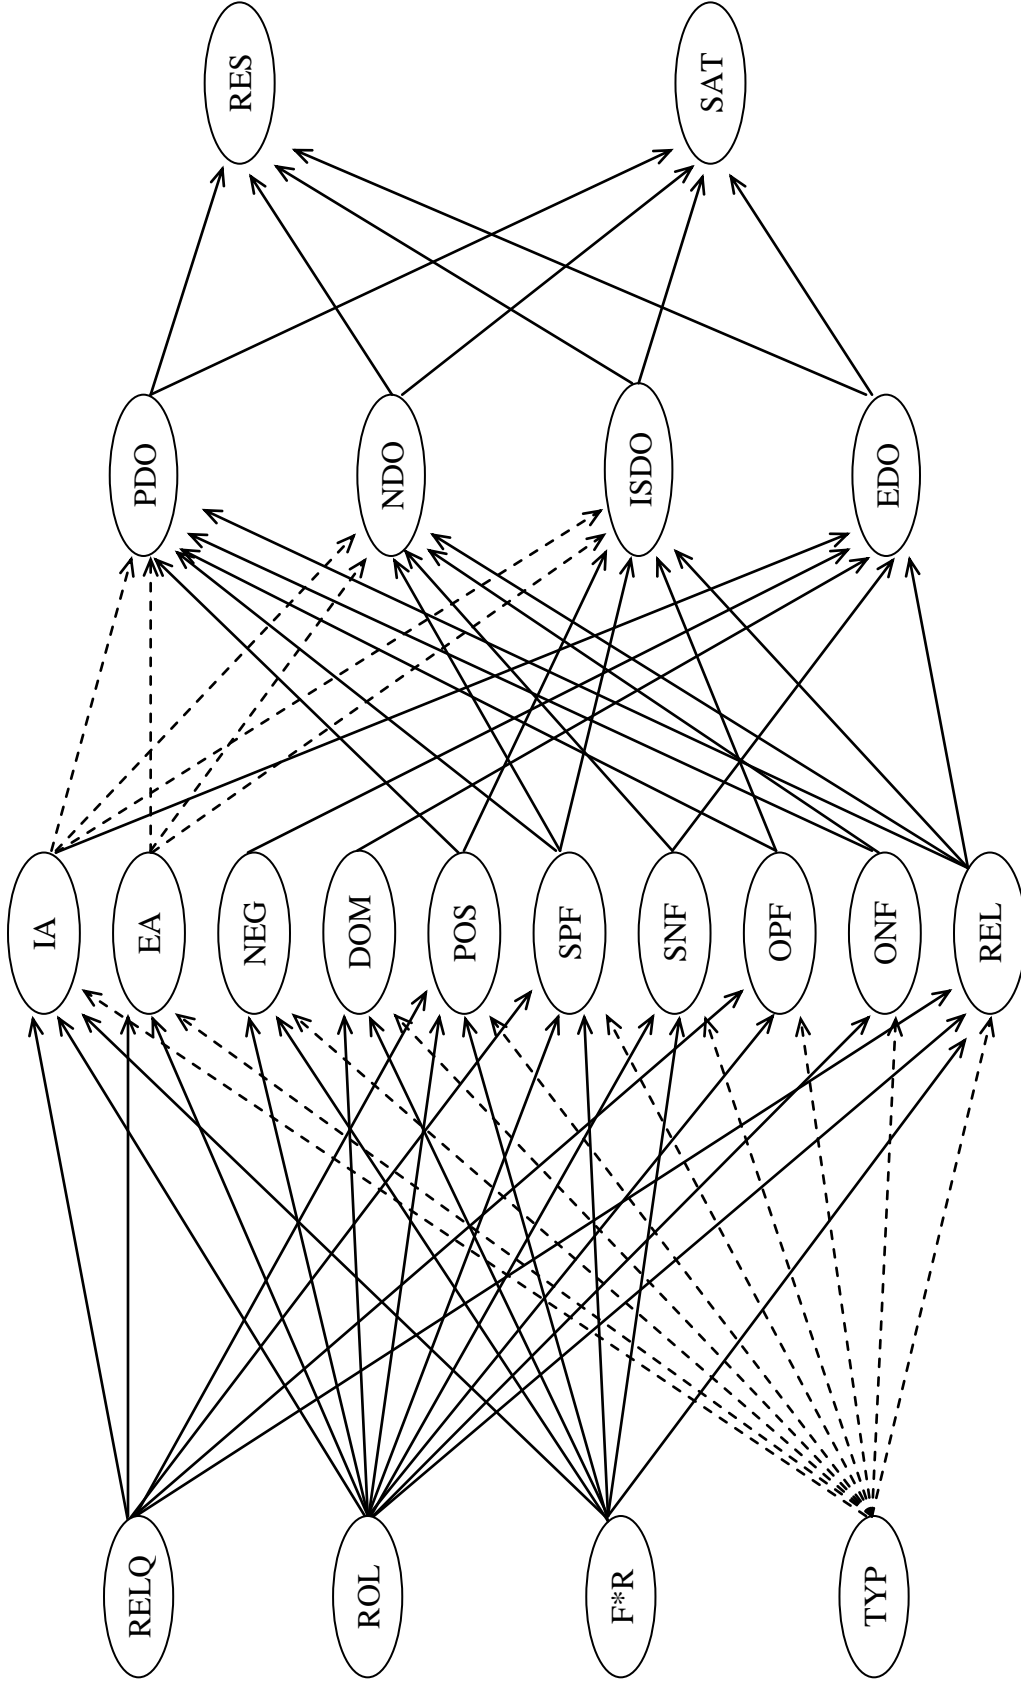 RES
SAT
PDO
NDO
ISDO
EDO
IA
EA
NEG
DOM
POS
SPF
SNF
OPF
ONF
REL
RELQ
ROL
F*R
TYP